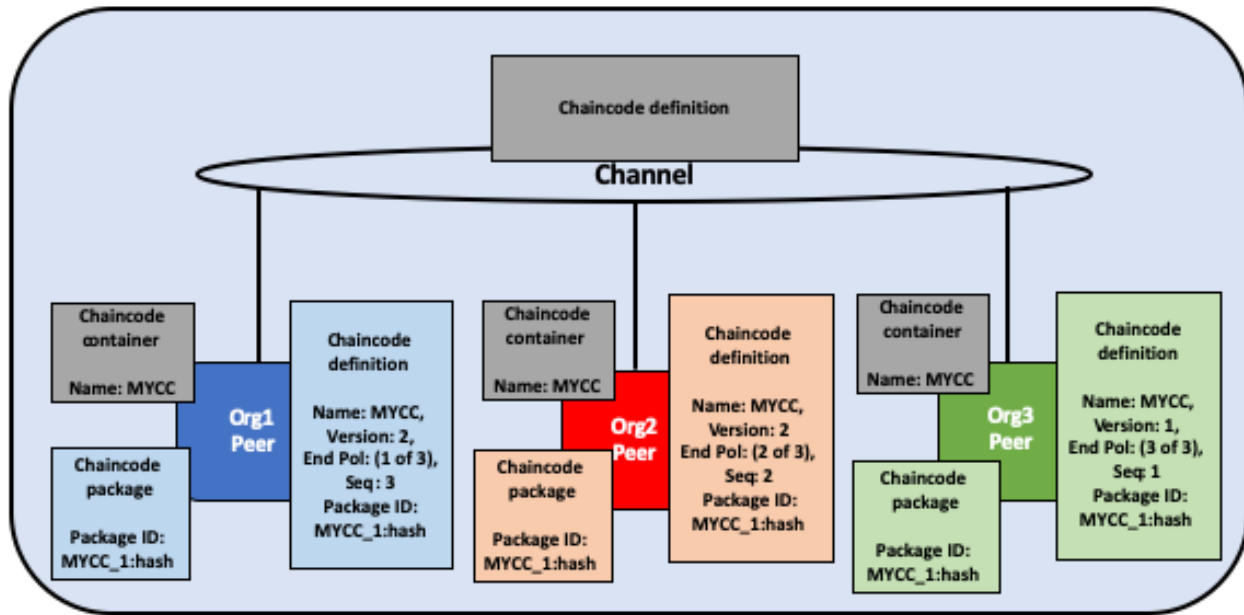 Chaincode definition
Channel
Chaincode
container
Name: MYCC
Org1
Peer
Chaincode
package
Package ID:
MYCC_1:hash
Chaincode
definition
Name: MYCC,
Version: 2,
End Pol: (1 of 3),
Seq : 3
Package ID:
MYCC_1:hash
Chaincode
container
Name: MYCC
Org2
Peer
Chaincode
package
Package ID:
MYCC_1:hash
Chaincode
definition
Name: MYCC,
Version: 2
End Pol: (2 of 3),
Seq: 2
Package ID:
MYCC_1:hash
Chaincode
container
Name: MYCC
Org3
Peer
Chaincode
package
Package ID:
MYCC_1:hash
Chaincode
definition
Name: MYCC,
Version: 1,
End Pol: (3 of 3),
Seq: 1
Package ID:
MYCC_1:hash